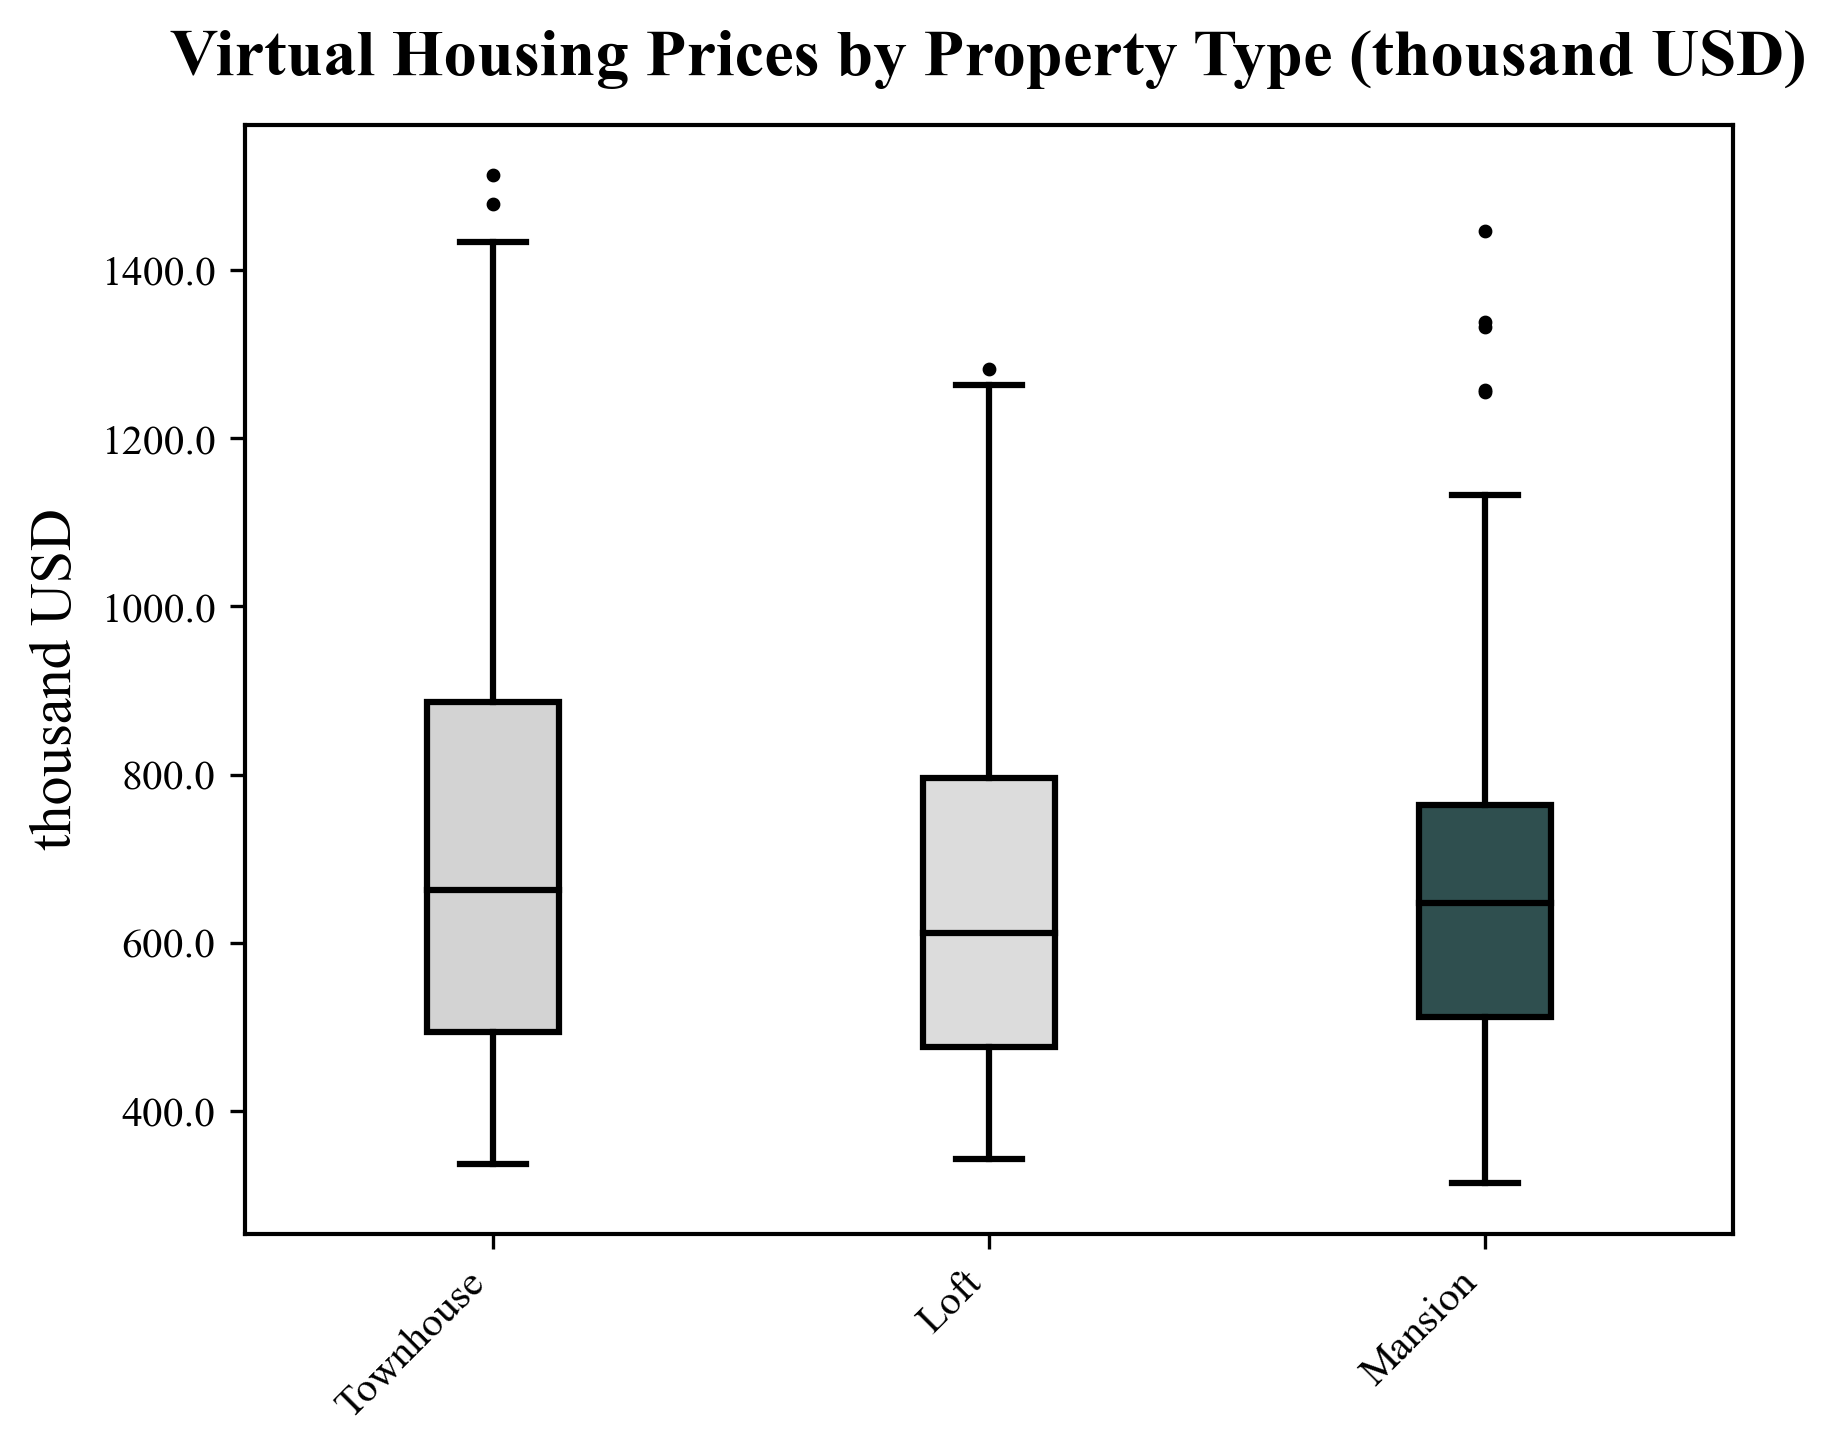 Virtual Housing Prices by Property Type (thousand USD)
thousand USD
1400.0
1200.0
1000.0
800.0
600.0
400.0
Townhouse
Loft
Mansion